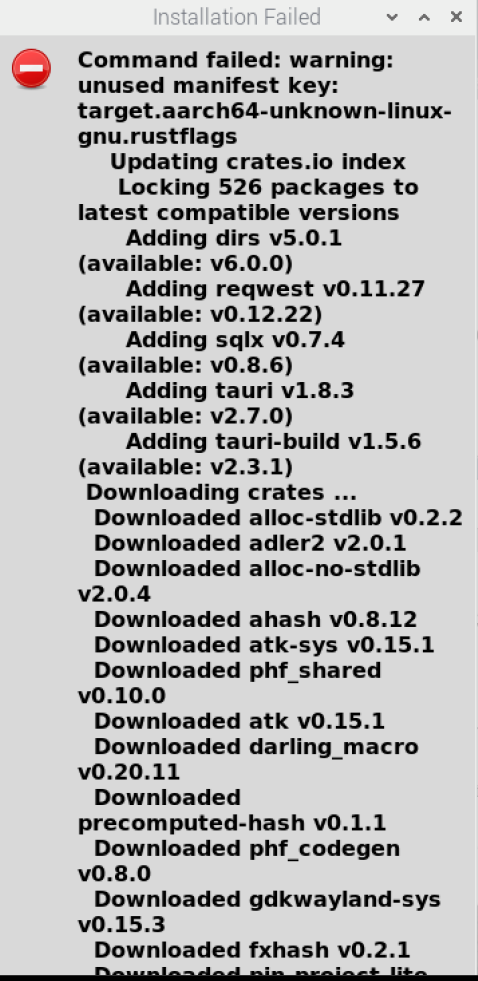 Installation Failed
Command failed: warning:
unused manifest key:
target.aarch64-unknown-linux-
gnu.rustflags
Updating crates.io index
Locking 526 packages to
latest compatible versions
Adding dirs v5.0.1
(available: v6.0.0)
Adding reqwest v0.11.27
(available: v0.12.22)
Adding sqlx v0.7.4
(available: v0.8.6)
Adding tauri v1.8.3
(available: v2.7.0)
Adding tauri-build v1.5.6
(available: v2.3.1)
Downloading crates ...
Downloaded alloc-stdlib v0.2.2
Downloaded adler2 v2.0.1
Downloaded alloc-no-stdlib
v2.0.4
Downloaded ahash v0.8.12
Downloaded atk-sys v0.15.1
Downloaded phf_shared
v0.10.0
Downloaded atk v0.15.1
Downloaded darling_macro
v0.20.11
Downloaded
precomputed-hash v0.1.1
Downloaded phf_codegen
v0.8.0
Downloaded gdkwayland-sys
v0.15.3
Downloaded fxhash v0.2.1
Downloaded pin-project-lite